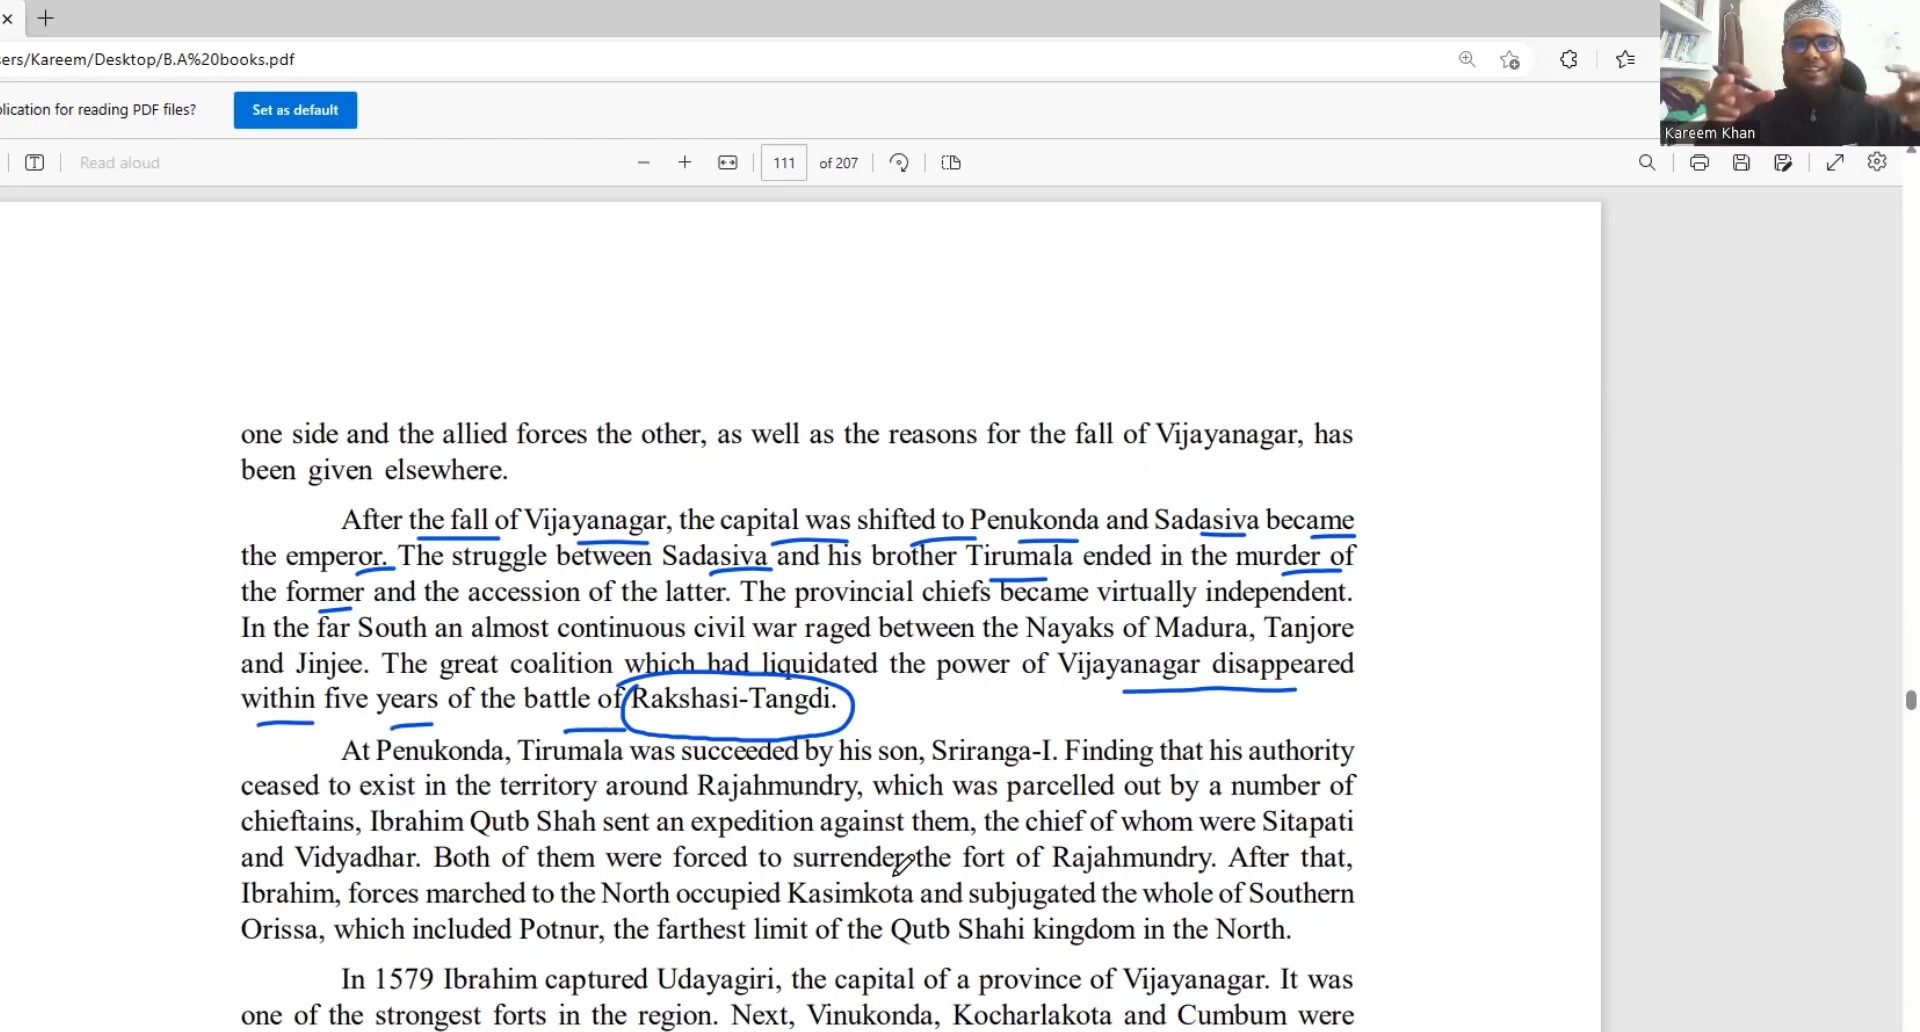 ers/Kareem/Desktop/B.A%20books.pdf
plication for reading PDF files?
Set as default
Kareem Khan
Read aloud
111
of 207
one side and the allied forces the other, as well as the reasons for the fall of Vijayanagar, has
been given elsewhere.
After the fall of Vijayanagar, the capital was shifted to Penukonda and Sadasiva became
the emperor. The struggle between Sadasiva and his brother Tirumala ended in the murder of
the former and the accession of the latter. The provincial chiefs became virtually independent.
In the far South an almost continuous civil war raged between the Nayaks of Madura, Tanjore
and Jinjee. The great coalition which had liquidated the power of Vijayanagar disappeared
within five years of the battle of Rakshasi-Tangdi.
At Penukonda, Tirumala was succeeded by his son, Sriranga-I. Finding that his authority
ceased to exist in the territory around Rajahmundry, which was parcelled out by a number of
chieftains, Ibrahim Qutb Shah sent an expedition against them, the chief of whom were Sitapati
and Vidyadhar. Both of them were forced to surrender the fort of Rajahmundry. After that,
Ibrahim, forces marched to the North occupied Kasimkota and subjugated the whole of Southern
Orissa, which included Potnur, the farthest limit of the Qutb Shahi kingdom in the North.
In 1579 Ibrahim captured Udayagiri, the capital of a province of Vijayanagar. It was
one of the strongest forts in the region. Next, Vinukonda, Kocharlakota and Cumbum were